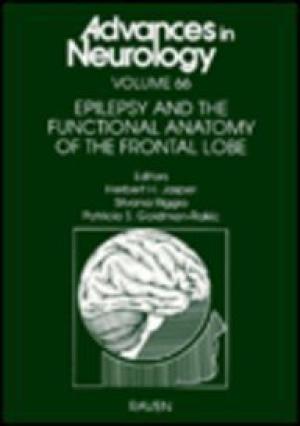 Advances in
Neurology
VOLUME 66
EPILEPSY AND THE
FUNCTIONAL ANATOMY
OF THE FRONTAL LOBE
Editors
Herbert H. Jasper
Silvana Riggio
Patricia S. Goldman-Rakic
RAVEN